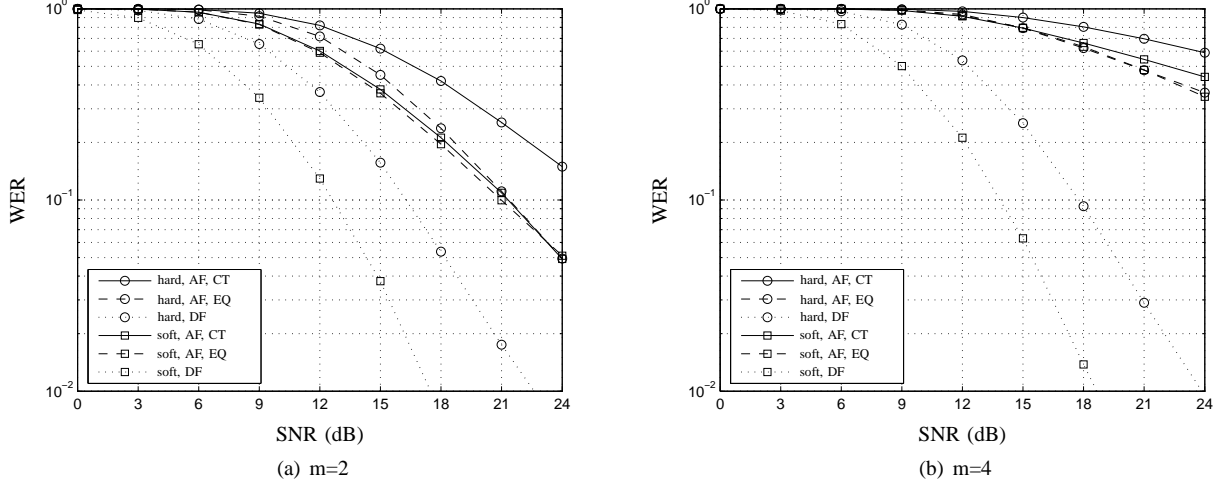 10^0
10^-1
10^-2
WER
hard, AF, CT
hard, AF, EQ
hard, DF
soft, AF, CT
soft, AF, EQ
soft, DF
0 3 6 9 12 15 18 21 24
SNR (dB)
(a) m=2
10^0
10^-1
10^-2
WER
hard, AF, CT
hard, AF, EQ
hard, DF
soft, AF, CT
soft, AF, EQ
soft, DF
0 3 6 9 12 15 18 21 24
SNR (dB)
(b) m=4